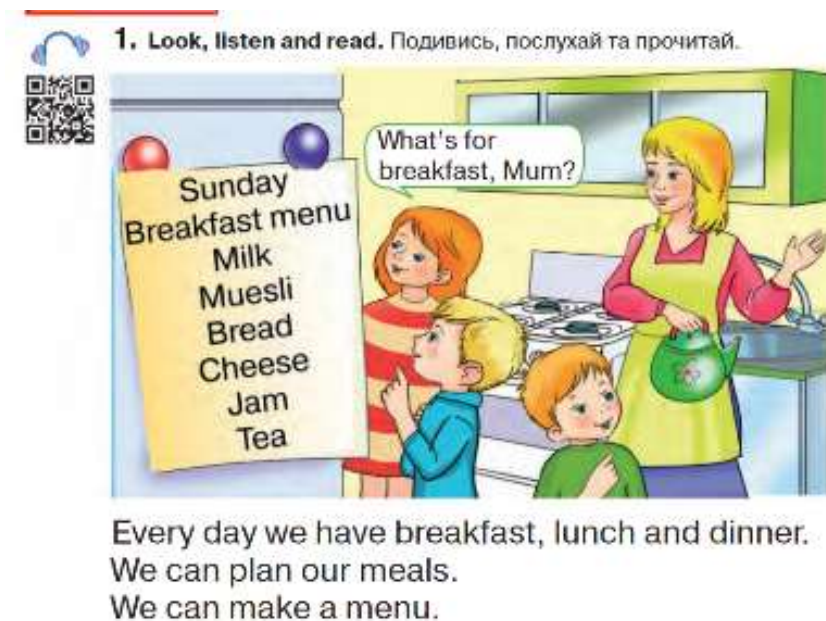 1. Look, listen and read. Подивись, послухай та прочитай.
What's for
breakfast, Mum?
Sunday
Breakfast menu
Milk
Muesli
Bread
Cheese
Jam
Tea
Every day we have breakfast, lunch and dinner.
We can plan our meals.
We can make a menu.